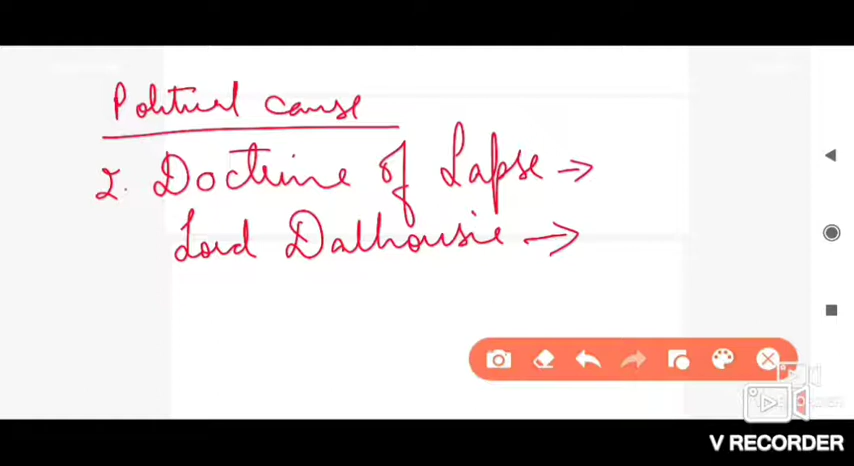 Political cause
2. Doctrine of Lapse →
Lord Dalhousie →
V RECORDER